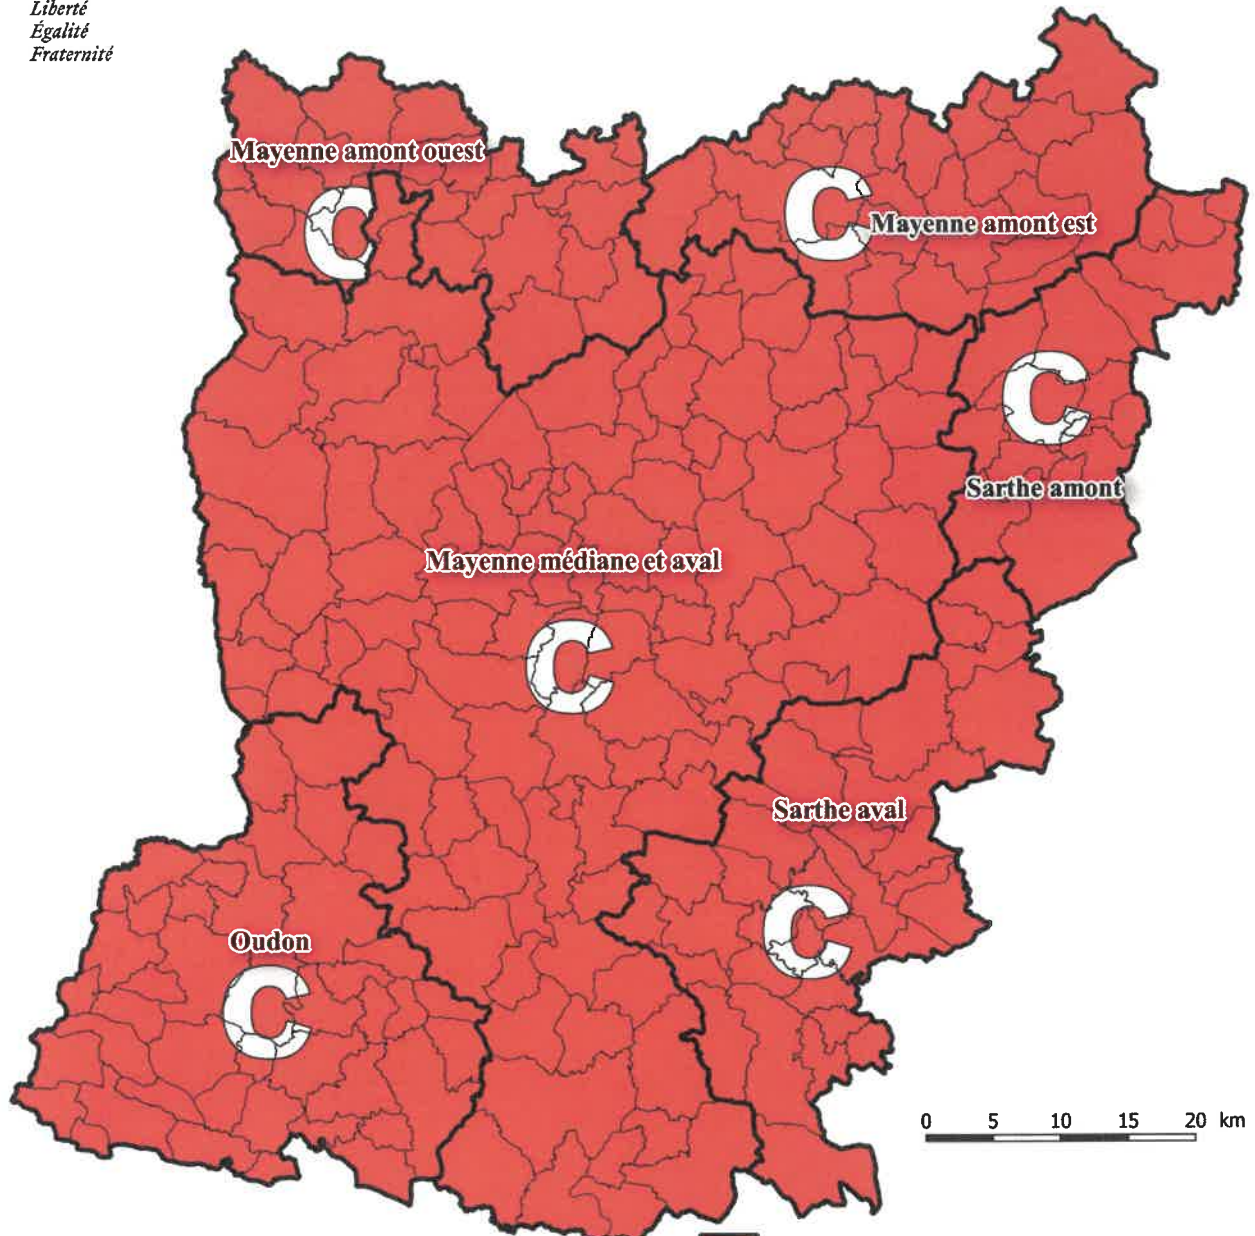 Liberté
Égalité
Fraternité
Mayenne amont ouest
C
C
Mayenne amont est
C
Sarthe amont
Mayenne médiane et aval
C
Sarthe aval
C
Oudon
C
0 5 10 15 20 km